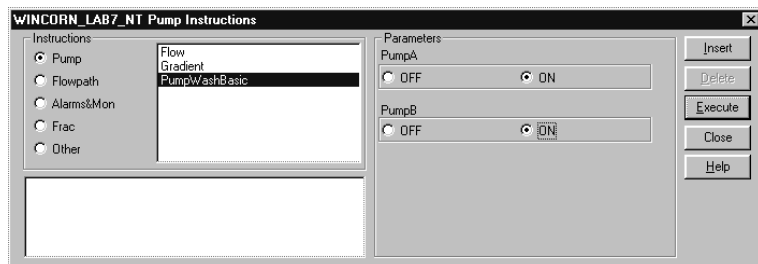 WINCORN_LAB7_NT Pump Instructions
Instructions
Pump
Flowpath
Alarms&Mon
Frac
Other
Flow
Gradient
PumpWashBasic
Parameters
PumpA
OFF ON
PumpB
OFF ON
Insert
Delete
Execute
Close
Help